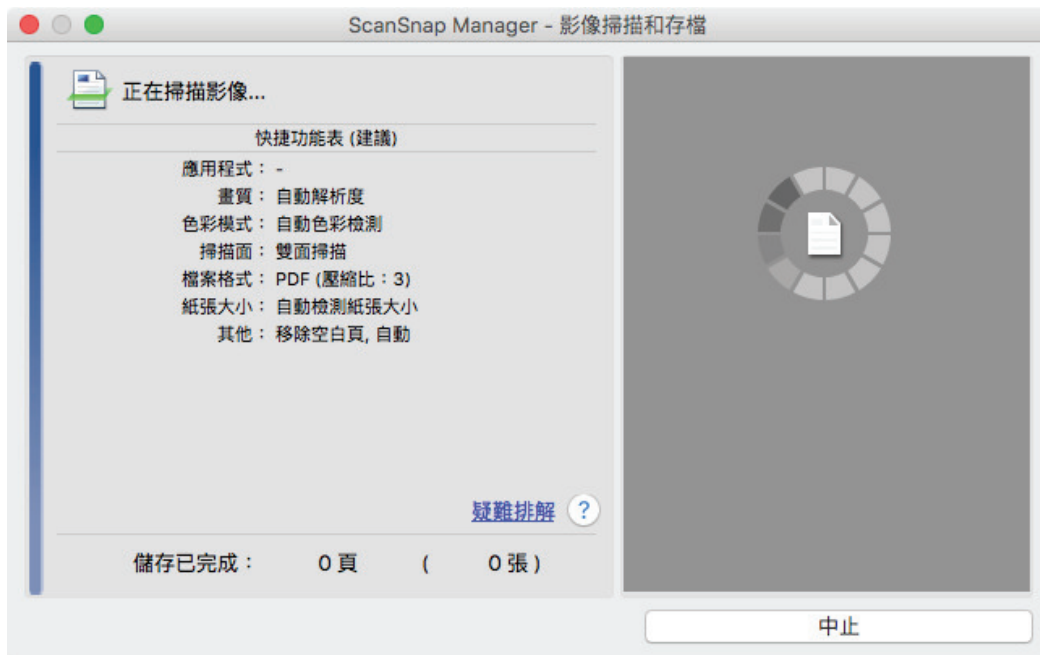 ScanSnap Manager - 影像掃描和存檔
正在掃描影像...
快捷功能表 (建議)
應用程式： -
畫質： 自動解析度
色彩模式： 自動色彩檢測
掃描面： 雙面掃描
檔案格式： PDF (壓縮比：3)
紙張大小： 自動檢測紙張大小
其他： 移除空白頁, 自動
疑難排解 ?
儲存已完成： 0 頁 ( 0 張 )
中止